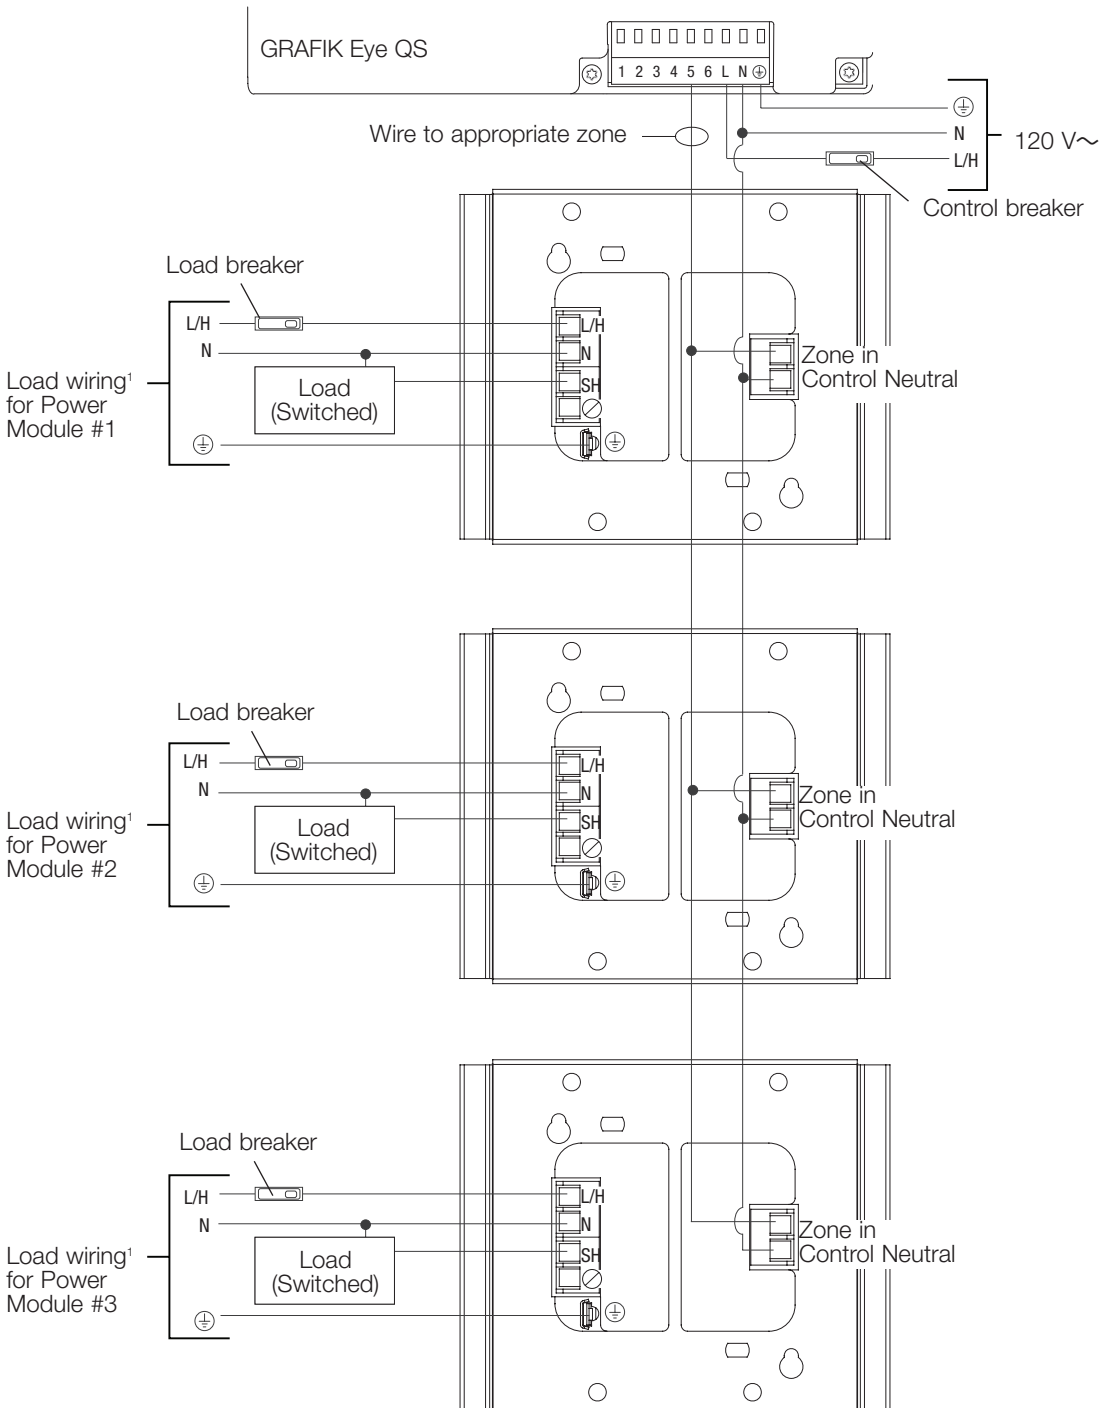 GRAFIK Eye QS
1 2 3 4 5 6 L N
Wire to appropriate zone
N
120 V~
L/H
Control breaker
Load breaker
L/H
N
Load wiring¹
for Power
Module #1
Load
(Switched)
L/H
N
SH
Zone in
Control Neutral
Load breaker
L/H
N
Load wiring¹
for Power
Module #2
Load
(Switched)
L/H
N
SH
Zone in
Control Neutral
Load breaker
L/H
N
Load wiring¹
for Power
Module #3
Load
(Switched)
L/H
N
SH
Zone in
Control Neutral